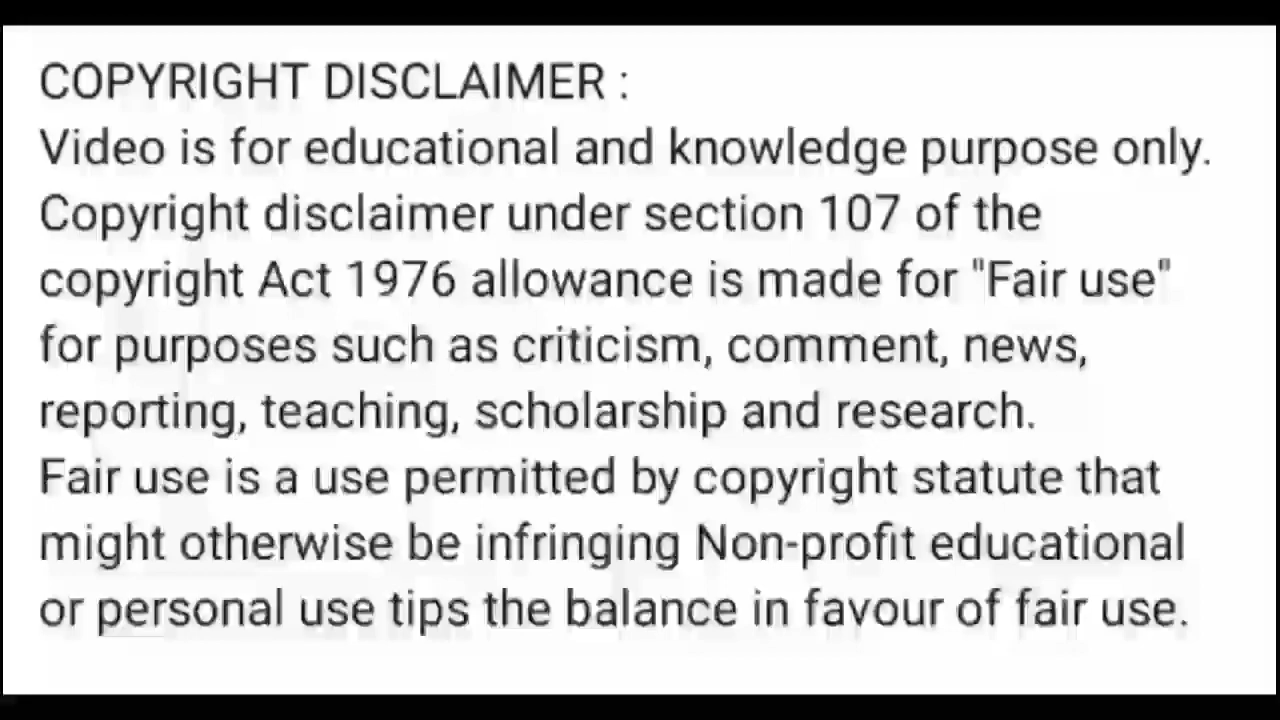 COPYRIGHT DISCLAIMER :
Video is for educational and knowledge purpose only.
Copyright disclaimer under section 107 of the
copyright Act 1976 allowance is made for "Fair use"
for purposes such as criticism, comment, news,
reporting, teaching, scholarship and research.
Fair use is a use permitted by copyright statute that
might otherwise be infringing Non-profit educational
or personal use tips the balance in favour of fair use.